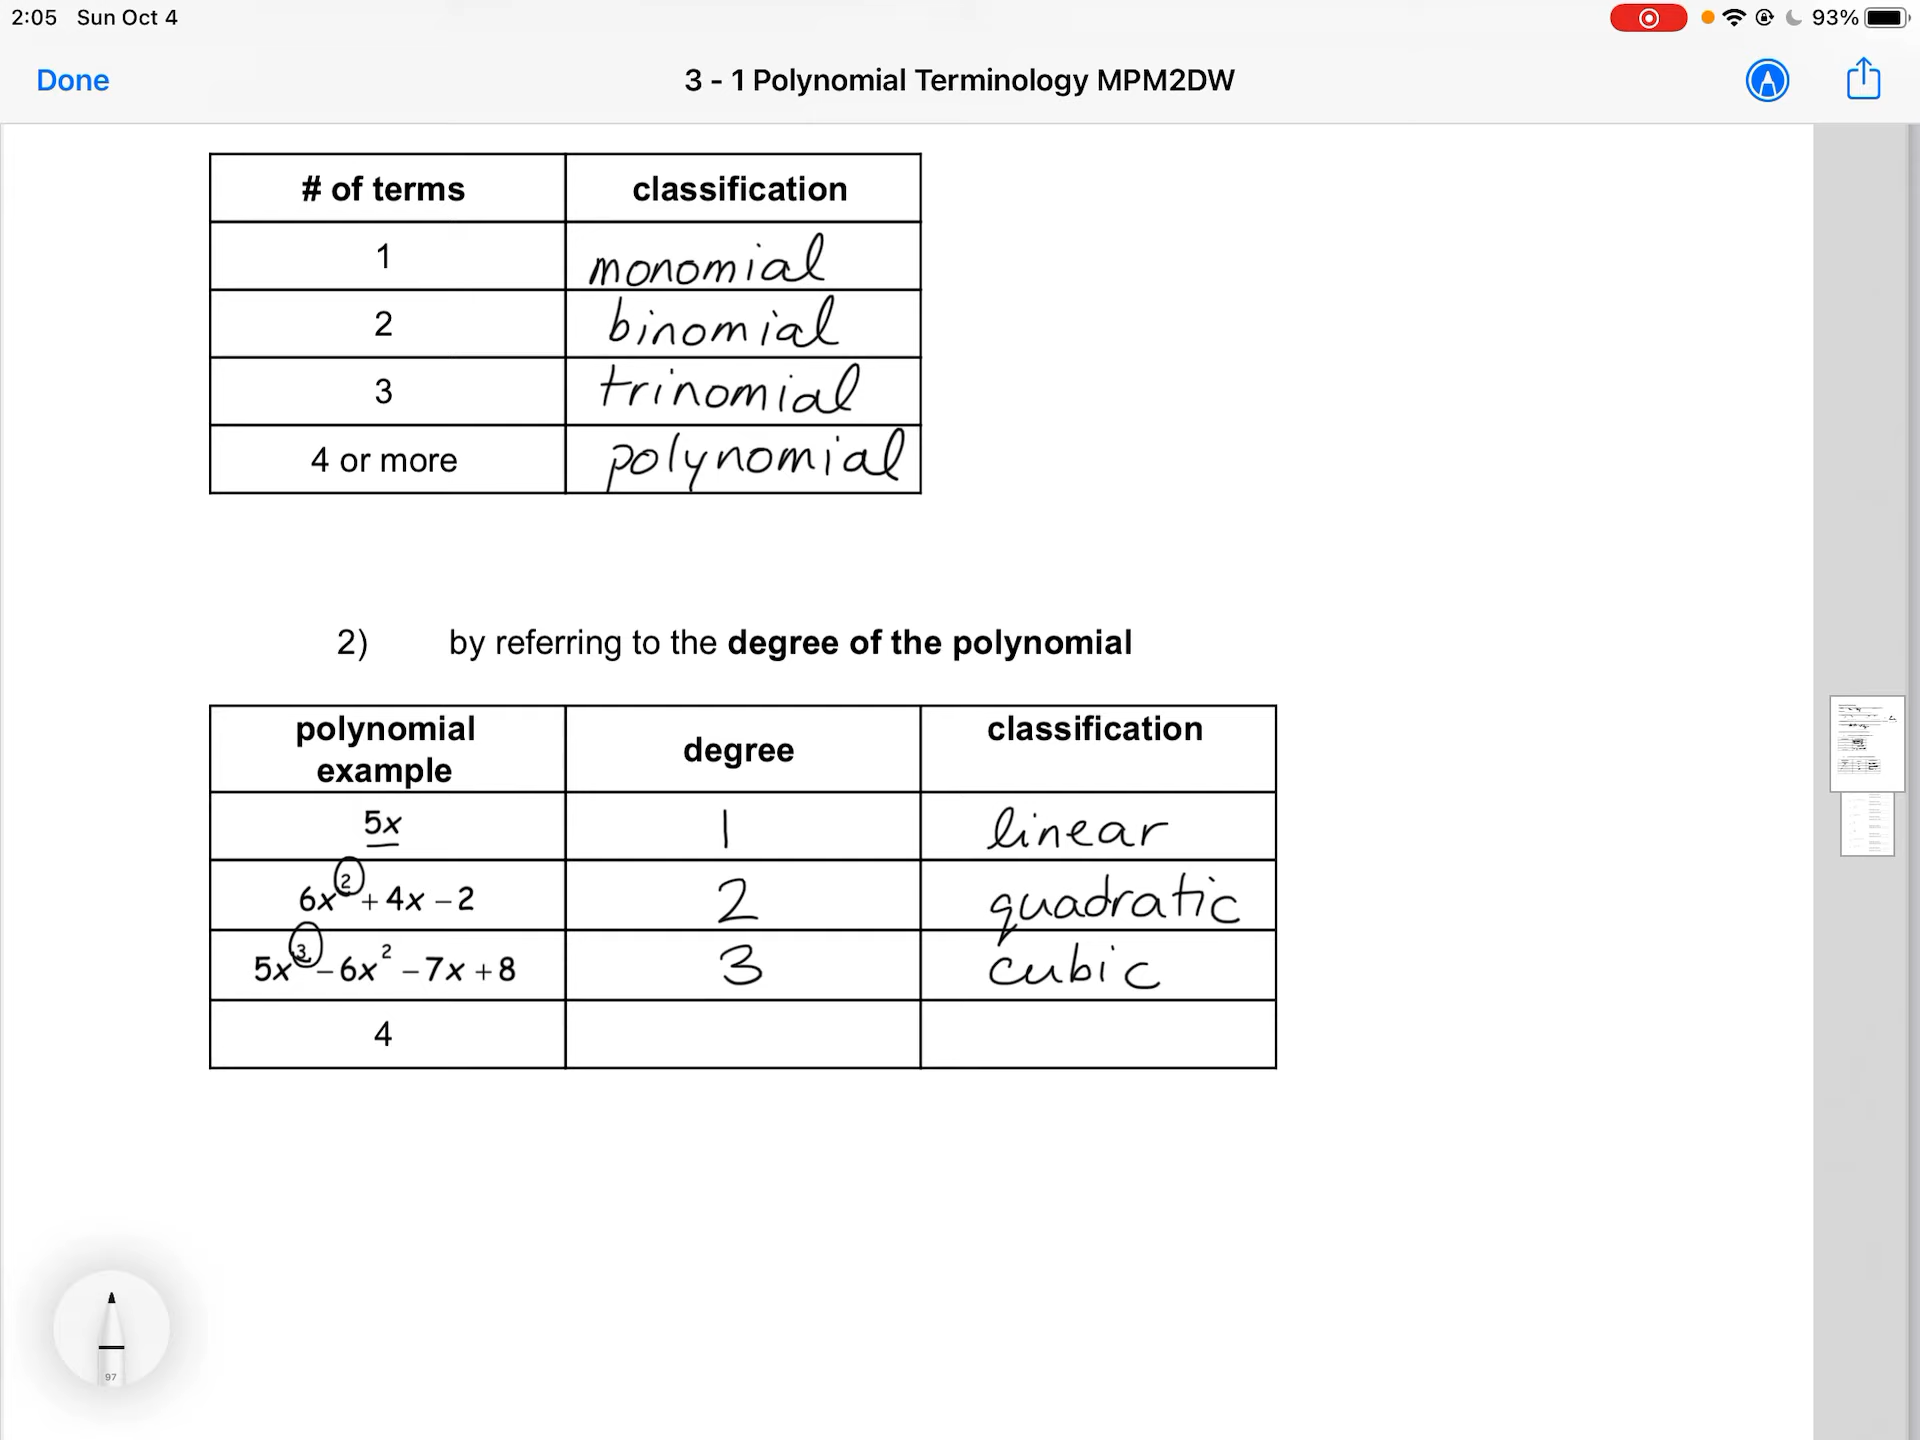 2:05 Sun Oct 4 93%
Done 3 - 1 Polynomial Terminology MPM2DW
# of terms classification
1 monomial
2 binomial
3 trinomial
4 or more polynomial
2) by referring to the degree of the polynomial
polynomial example degree classification
5x 1 linear
6x² + 4x – 2 2 quadratic
5x³ – 6x² – 7x + 8 3 cubic
4
97